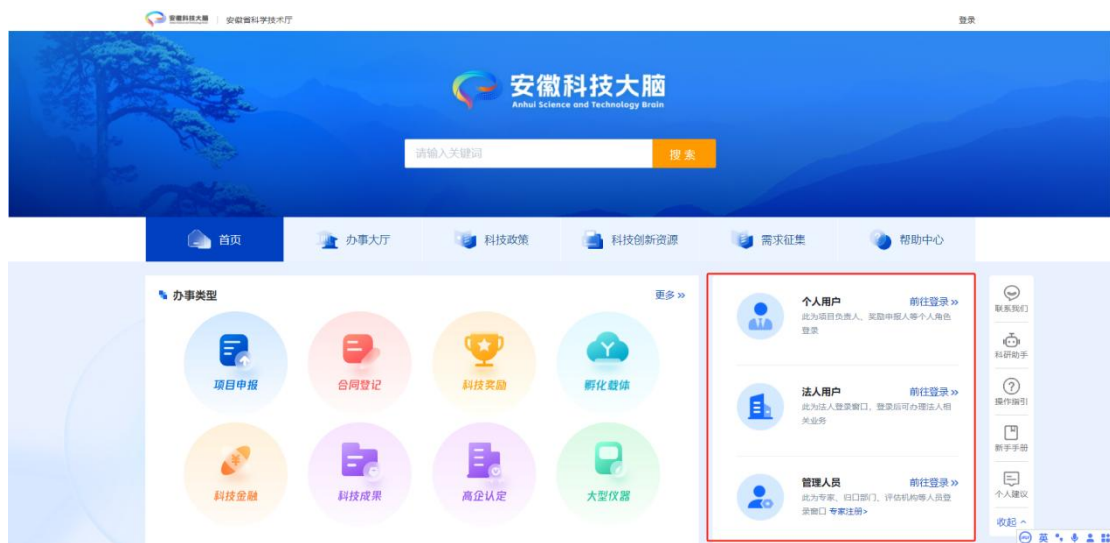 安徽科技大脑
安徽省科学技术厅
登录
安徽科技大脑
Anhui Science and Technology Brain
请输入关键词
搜索
首页
办事大厅
科技政策
科技创新资源
需求征集
帮助中心
办事类型
更多 »
项目申报
合同登记
科技奖励
孵化载体
科技金融
科技成果
高企认定
大型仪器
个人用户
前往登录 »
此为项目负责人、奖励申报人等个人角色
登录
法人用户
前往登录 »
此为法人登录窗口，登录后可办理法人相
关业务
管理人员
前往登录 »
此为专家、归口部门、评估机构等人员登
录窗口 专家注册>
联系我们
科研助手
操作指引
新手手册
个人建议
收起
英